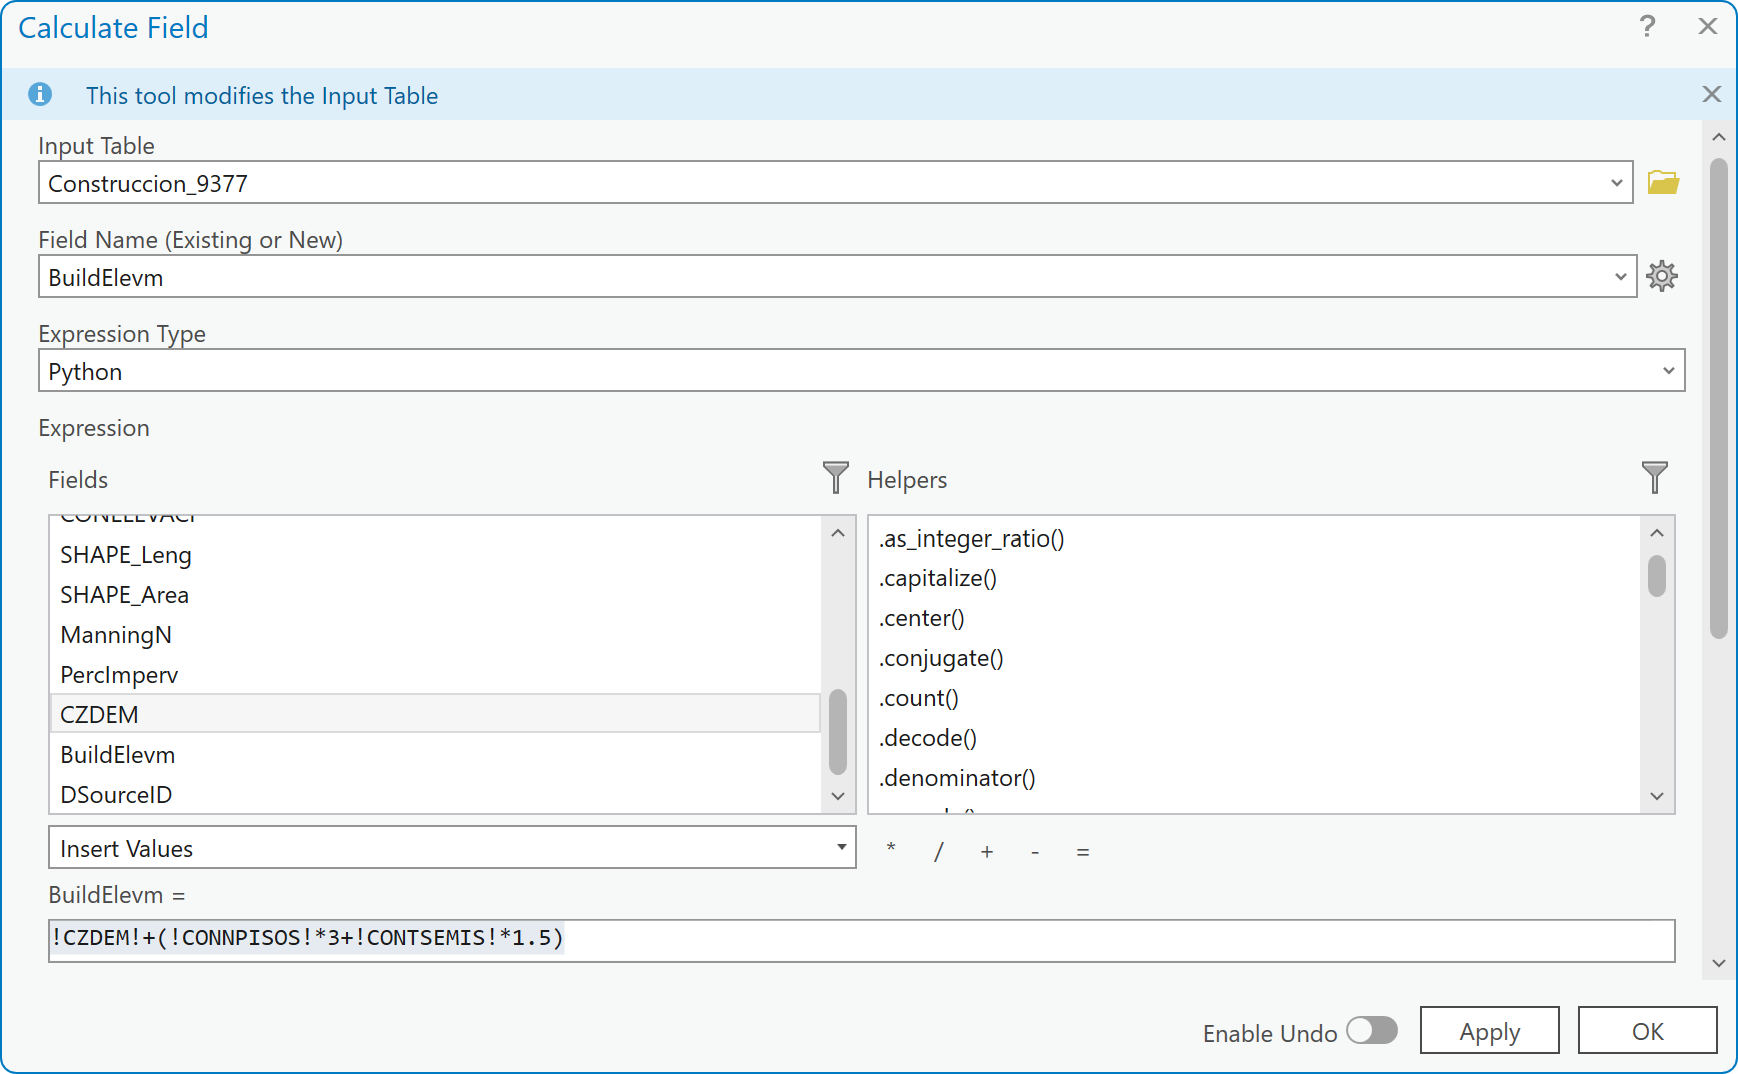 Calculate Field
?
This tool modifies the Input Table
Input Table
Construccion_9377
Field Name (Existing or New)
BuildElevm
Expression Type
Python
Expression
Fields
Helpers
SHAPE_Leng
SHAPE_Area
ManningN
PercImperv
CZDEM
BuildElevm
DSourceID
.as_integer_ratio()
.capitalize()
.center()
.conjugate()
.count()
.decode()
.denominator()
Insert Values
* / + - =
BuildElevm =
!CZDEM!+(!CONNPISOS!*3+!CONTSEMIS!*1.5)
Enable Undo
Apply
OK